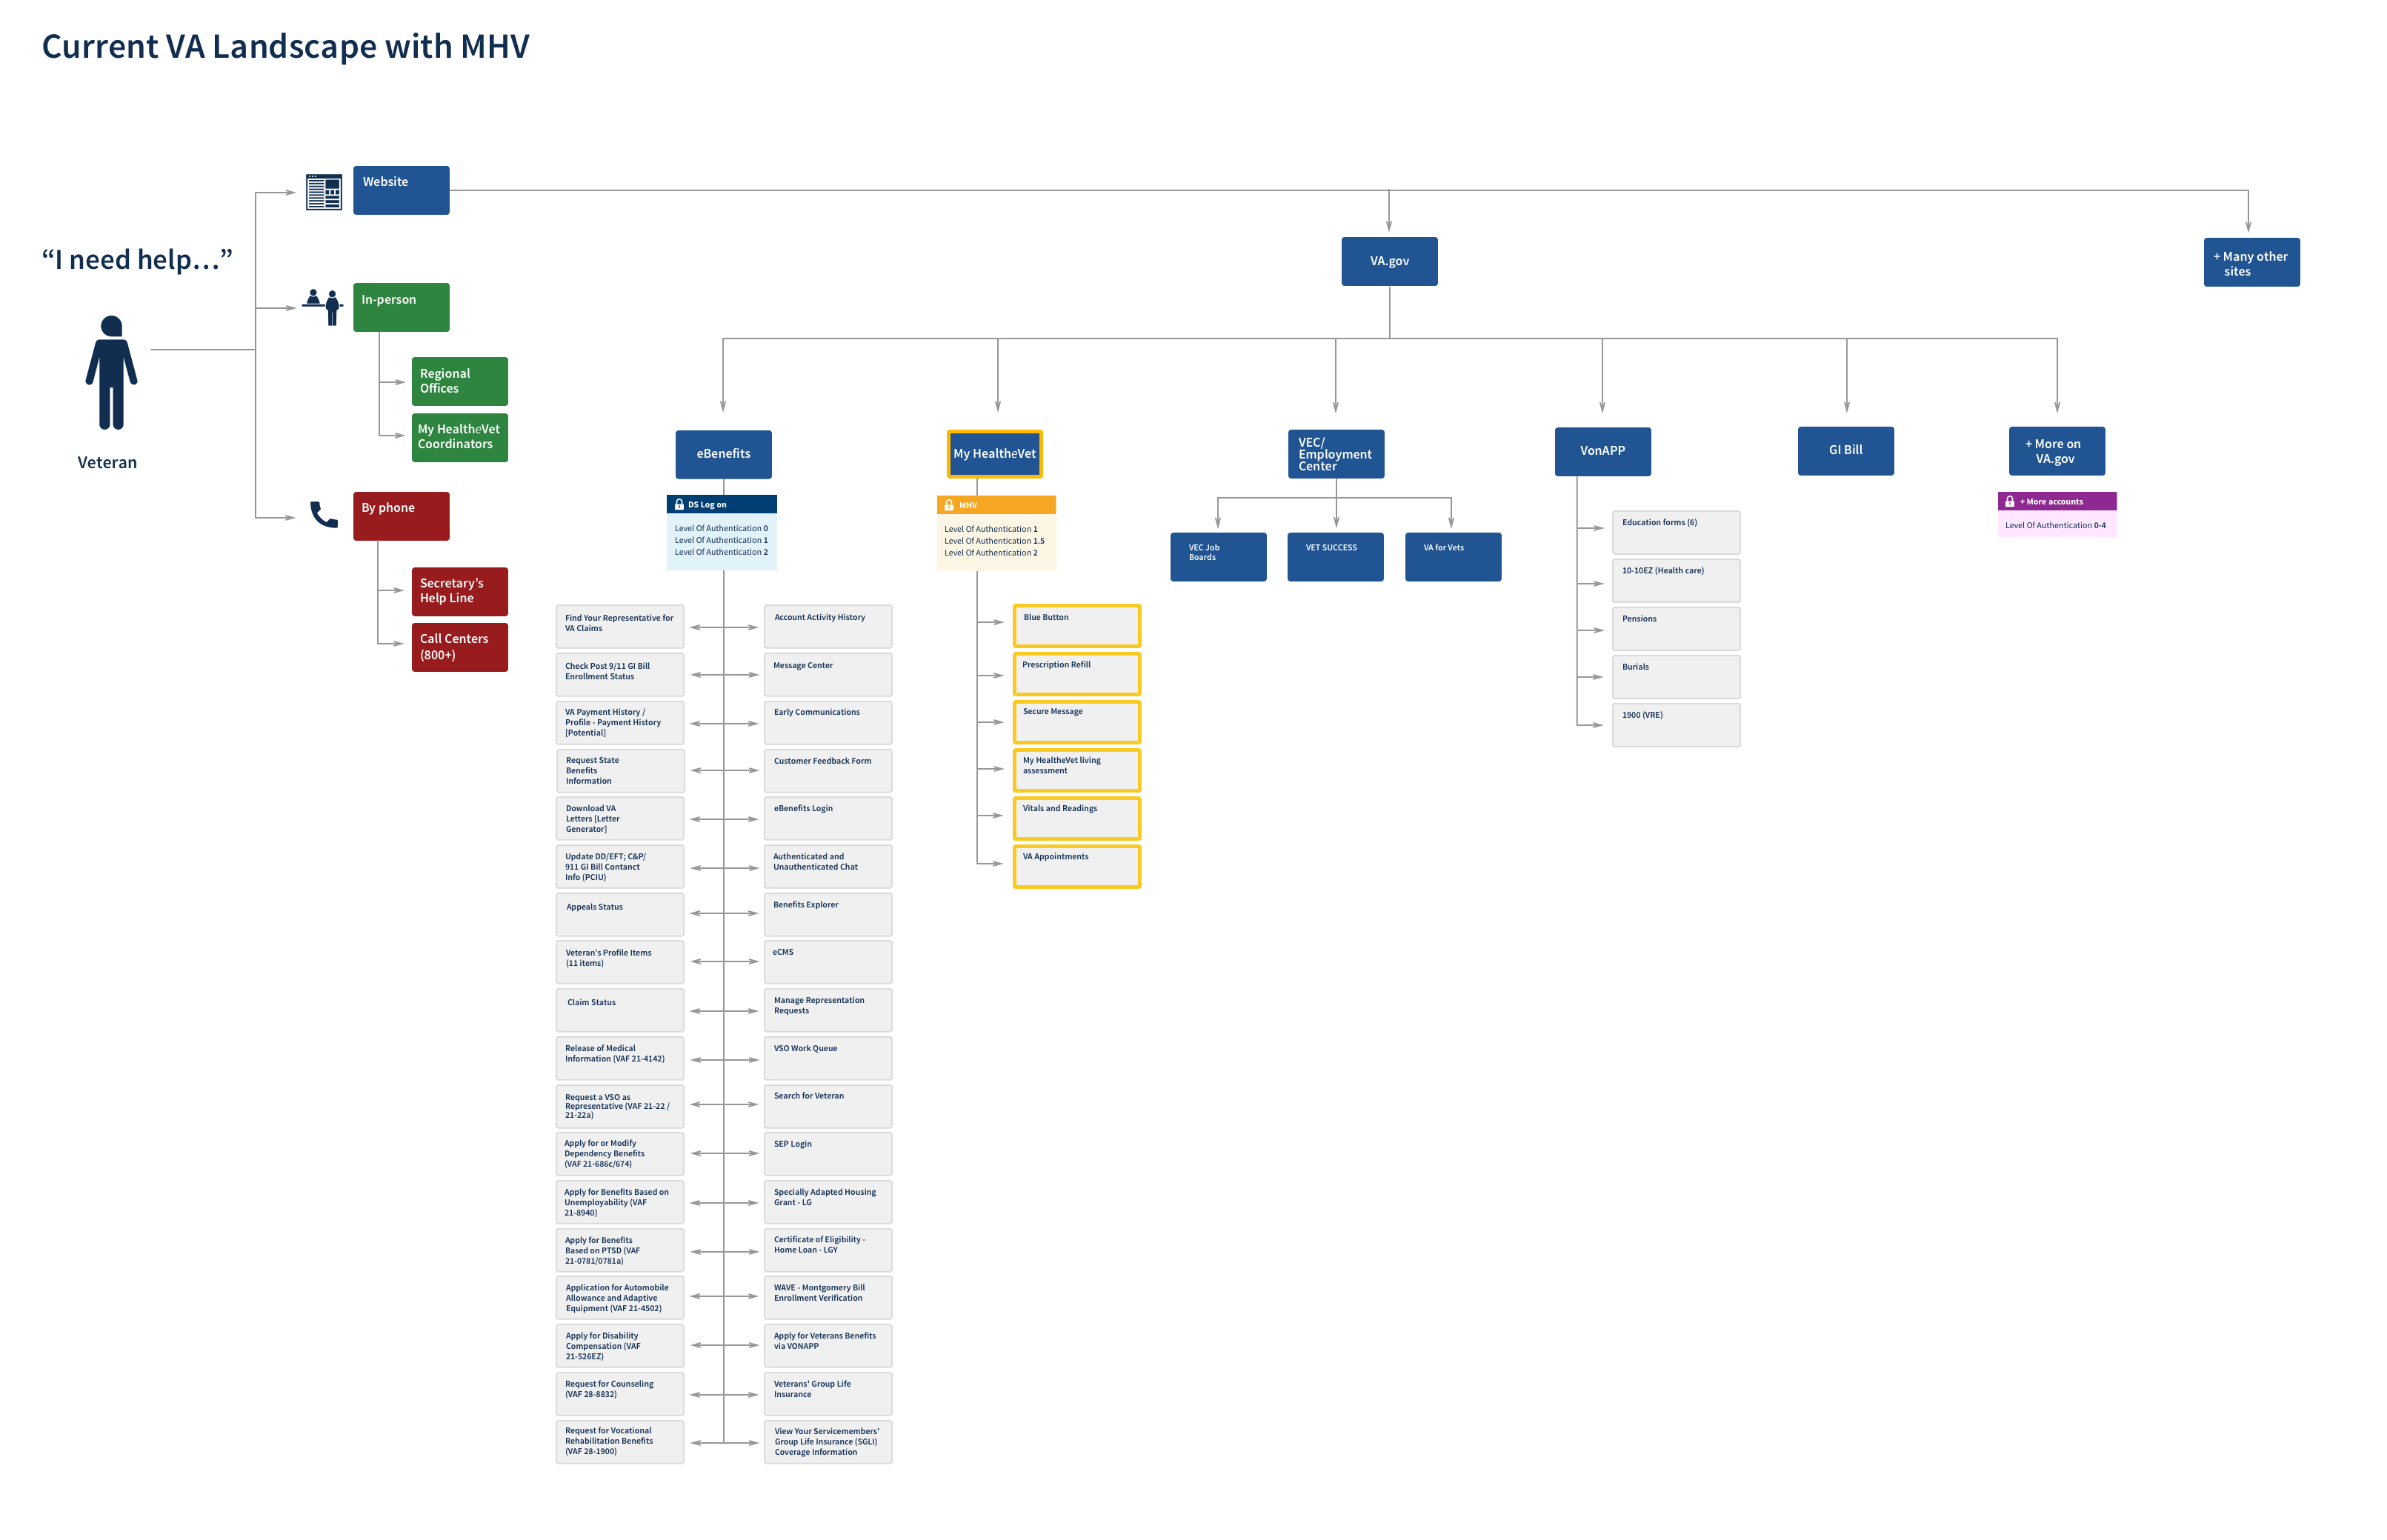 Current VA Landscape with MHV
Website
“I need help…”
VA.gov
+ Many other
sites
In-person
Regional
Offices
My HealtheVet
Coordinators
Veteran
By phone
Secretary’s
Help Line
Call Centers
(800+)
eBenefits
DS Log on
Level Of Authentication 0
Level Of Authentication 1
Level Of Authentication 2
My HealtheVet
MHV
Level Of Authentication 1
Level Of Authentication 1.5
Level Of Authentication 2
VEC/
Employment
Center
VEC Job
Boards
VET SUCCESS
VA for Vets
VonAPP
GI Bill
+ More on
VA.gov
+ More accounts
Level Of Authentication 0-4
Find Your Representative for
VA Claims
Check Post 9/11 GI Bill
Enrollment Status
VA Payment History /
Profile - Payment History
[Potential]
Request State
Benefits
Information
Download VA
Letters [Letter
Generator]
Update DD/EFT; C&P/
911 GI Bill Contanct
Info (PCIU)
Appeals Status
Veteran’s Profile Items
(11 items)
Claim Status
Release of Medical
Information (VAF 21-4142)
Request a VSO as
Representative (VAF 21-22 /
21-22a)
Apply for or Modify
Dependency Benefits
(VAF 21-686c/674)
Apply for Benefits Based on
Unemployability (VAF
21-8940)
Apply for Benefits
Based on PTSD (VAF
21-0781/0781a)
Application for Automobile
Allowance and Adaptive
Equipment (VAF 21-4502)
Apply for Disability
Compensation (VAF
21-526EZ)
Request for Counseling
(VAF 28-8832)
Request for Vocational
Rehabilitation Benefits
(VAF 28-1900)
Account Activity History
Message Center
Early Communications
Customer Feedback Form
eBenefits Login
Authenticated and
Unauthenticated Chat
Benefits Explorer
eCMS
Manage Representation
Requests
VSO Work Queue
Search for Veteran
SEP Login
Specially Adapted Housing
Grant - LG
Certificate of Eligibility -
Home Loan - LGY
WAVE - Montgomery Bill
Enrollment Verification
Apply for Veterans Benefits
via VONAPP
Veterans' Group Life
Insurance
View Your Servicemembers'
Group Life Insurance (SGLI)
Coverage Information
Blue Button
Prescription Refill
Secure Message
My HealtheVet living
assessment
Vitals and Readings
VA Appointments
Education forms (6)
10-10EZ (Health care)
Pensions
Burials
1900 (VRE)